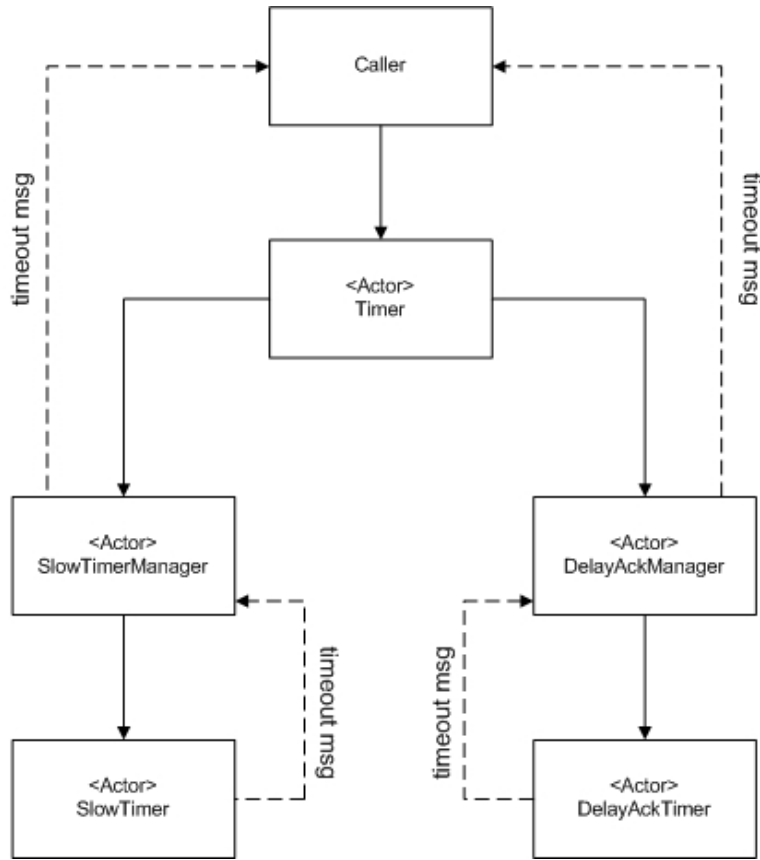 Caller
timeout msg
timeout msg
<Actor>
Timer
<Actor>
SlowTimerManager
<Actor>
DelayAckManager
timeout msg
timeout msg
<Actor>
SlowTimer
<Actor>
DelayAckTimer